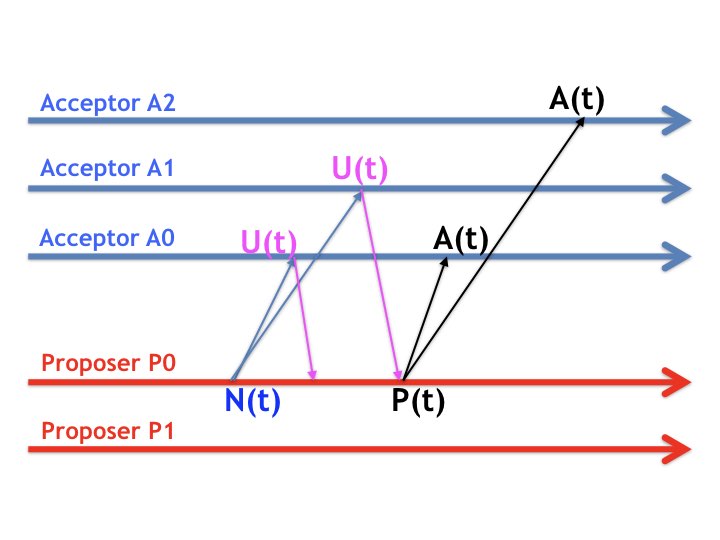 A(t)
Acceptor A2
Acceptor A1
U(t)
Acceptor A0
U(t)
A(t)
Proposer P0
N(t)
P(t)
Proposer P1